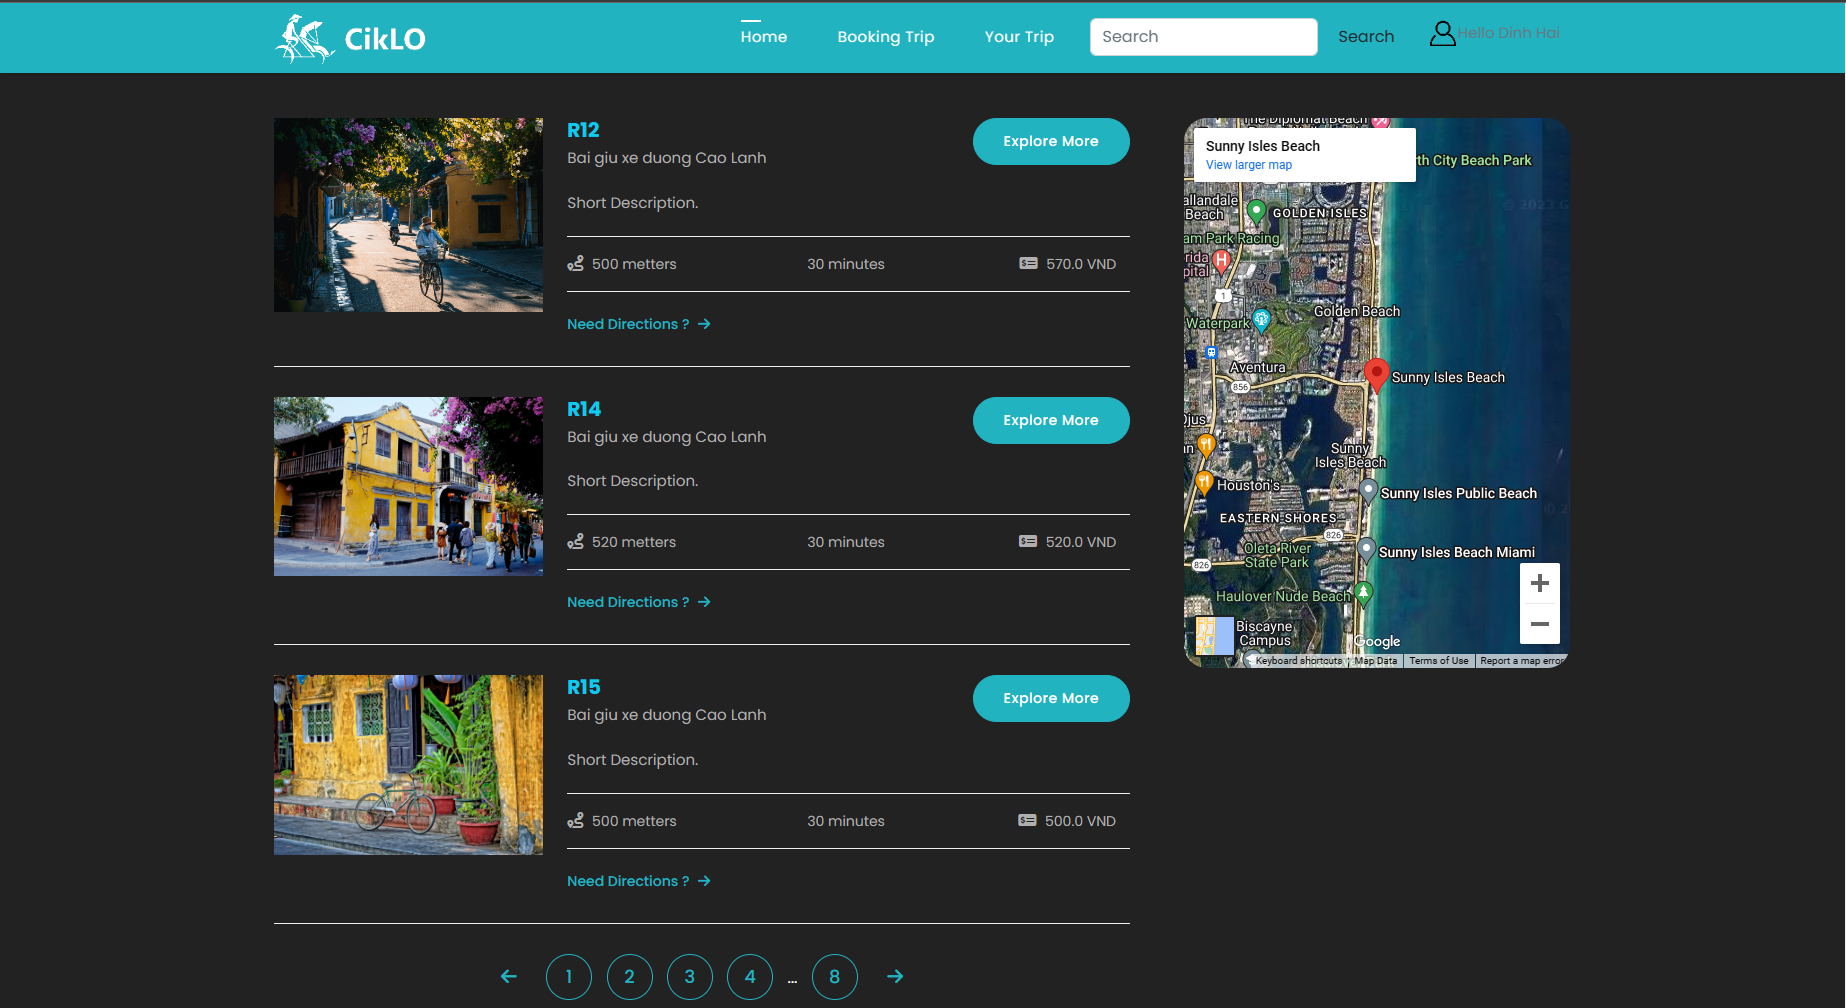 CikLO
Home
Booking Trip
Your Trip
Search
Search
Hello Dinh Hai
R12
Bai giu xe duong Cao Lanh
Explore More
Short Description.
500 metters
30 minutes
570.0 VND
Need Directions ?
R14
Bai giu xe duong Cao Lanh
Explore More
Short Description.
520 metters
30 minutes
520.0 VND
Need Directions ?
R15
Bai giu xe duong Cao Lanh
Explore More
Short Description.
500 metters
30 minutes
500.0 VND
Need Directions ?
1
2
3
4
...
8
The Diplomat Beach
Sunny Isles Beach
View larger map
th City Beach Park
allandale
Beach
GOLDEN ISLES
am Park Racing
rida
pital
H
1
Golden Beach
Waterpark
Aventura
856
Sunny Isles Beach
Ojus
Sunny
Isles Beach
Houston's
Sunny Isles Public Beach
EASTERN SHORES
826
Oleta River
State Park
Sunny Isles Beach Miami
826
Haulover Nude Beach
Biscayne
Campus
Google
Keyboard shortcuts
Map Data
Terms of Use
Report a map error